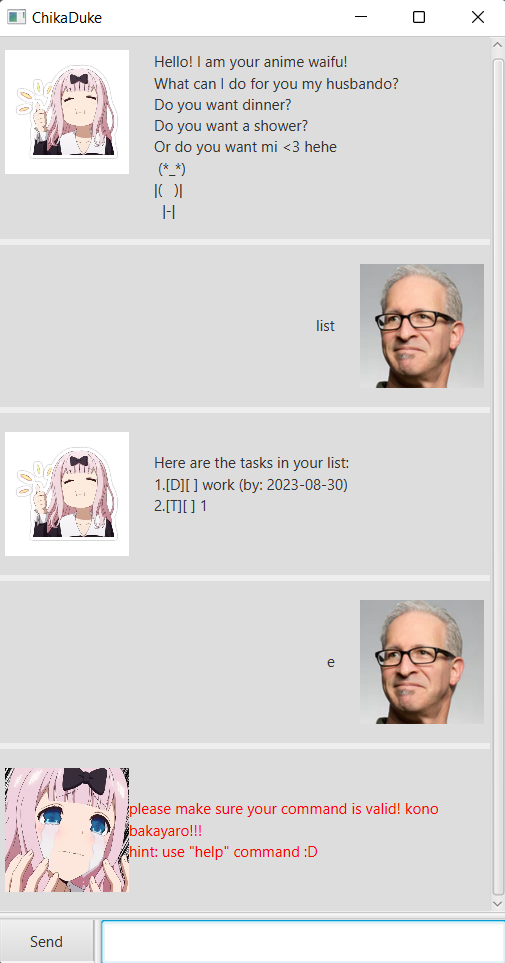 ChikaDuke
Hello! I am your anime waifu!
What can I do for you my husbando?
Do you want dinner?
Do you want a shower?
Or do you want mi <3 hehe
(*_*)
|(   )|
|-|
list
Here are the tasks in your list:
1.[D][ ] work (by: 2023-08-30)
2.[T][ ] 1
e
please make sure your command is valid! kono
bakayaro!!!
hint: use "help" command :D
Send